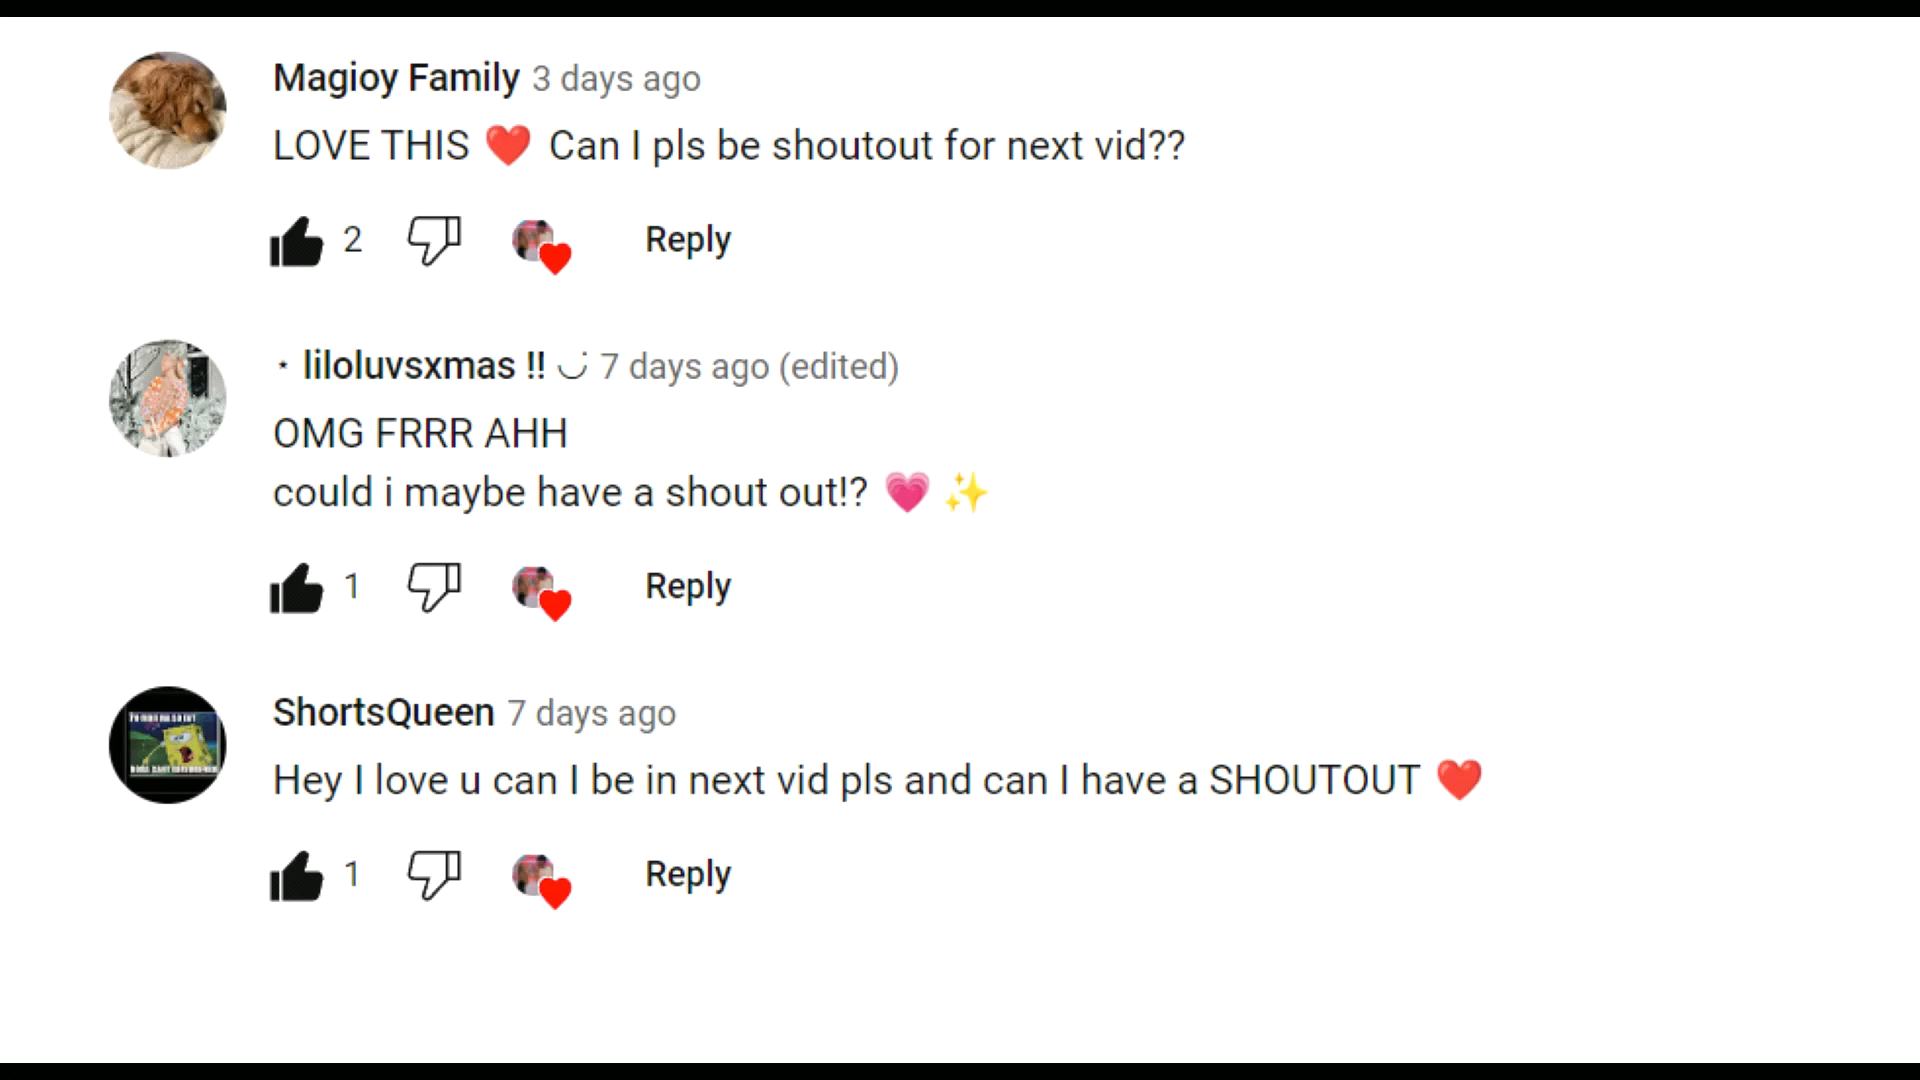 Magioy Family 3 days ago
LOVE THIS ❤️ Can I pls be shoutout for next vid??
2 Reply
⋆ liloluvsxmas !! 7 days ago (edited)
OMG FRRR AHH
could i maybe have a shout out!? 💗 ✨
1 Reply
ShortsQueen 7 days ago
Hey I love u can I be in next vid pls and can I have a SHOUTOUT ❤️
1 Reply